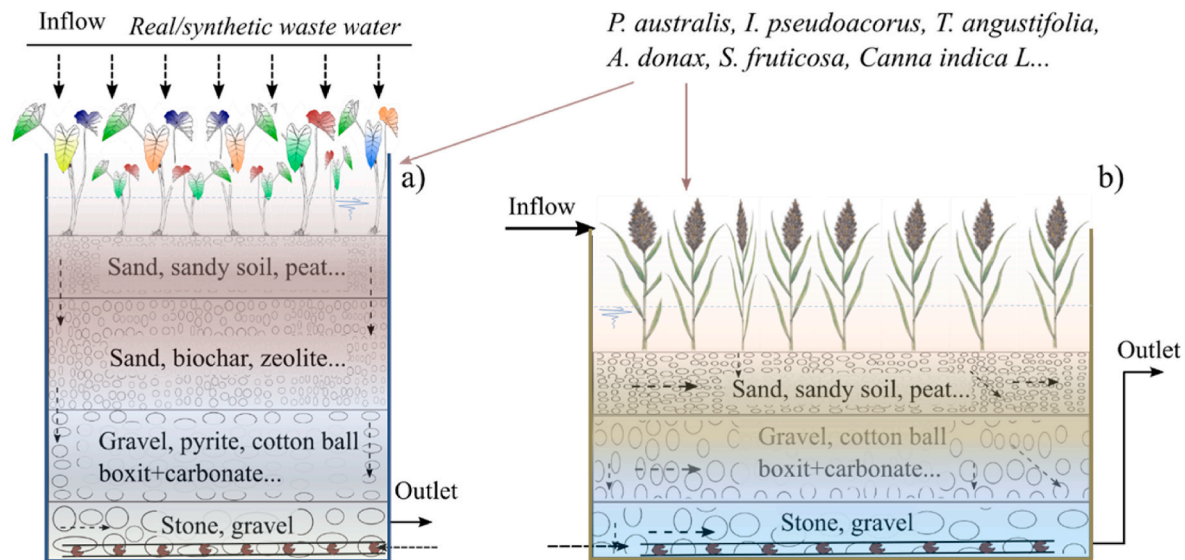 Inflow
Real/synthetic waste water
P. australis, I. pseudoacorus, T. angustifolia,
A. donax, S. fruticosa, Canna indica L...
a)
Sand, sandy soil, peat...
Sand, biochar, zeolite...
Gravel, pyrite, cotton ball
boxit+carbonate...
Outlet
Stone, gravel
b)
Inflow
Outlet
Sand, sandy soil, peat...
Gravel, cotton ball
boxit+carbonate...
Stone, gravel